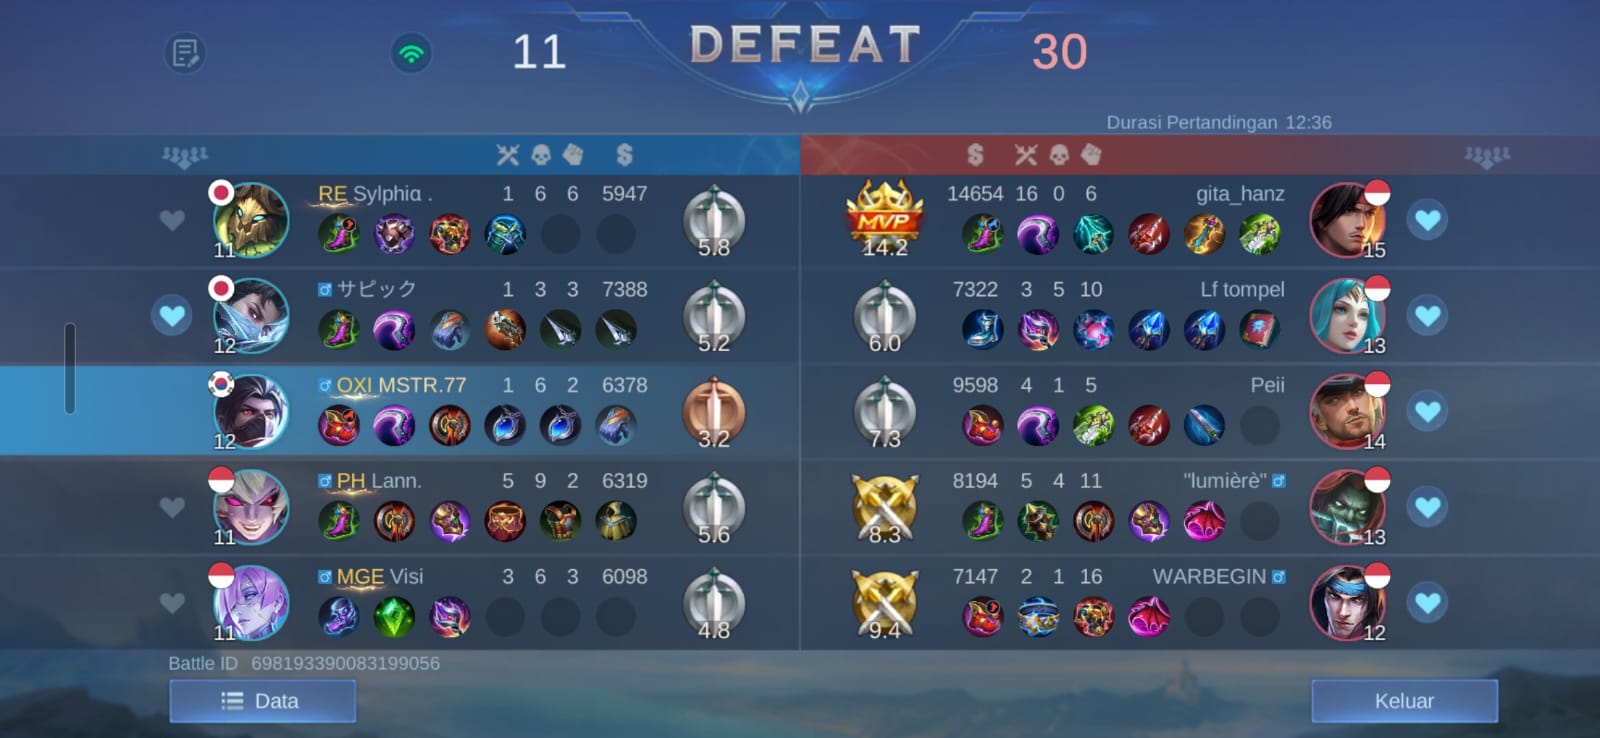 11 DEFEAT 30
Durasi Pertandingan 12:36
RE Sylphiα . 1 6 6 5947
11 5.8
サピック 1 3 3 7388
12 5.2
OXI MSTR.77 1 6 2 6378
12 3.2
PH Lann. 5 9 2 6319
11 5.6
MGE Visi 3 6 3 6098
11 4.8
14654 16 0 6 gita_hanz
MVP
14.2 15
7322 3 5 10 Lf tompel
6.0 13
9598 4 1 5 Peii
7.3 14
8194 5 4 11 "lumièrè"
8.3 13
7147 2 1 16 WARBEGIN
9.4 12
Battle ID 698193390083199056
Data
Keluar